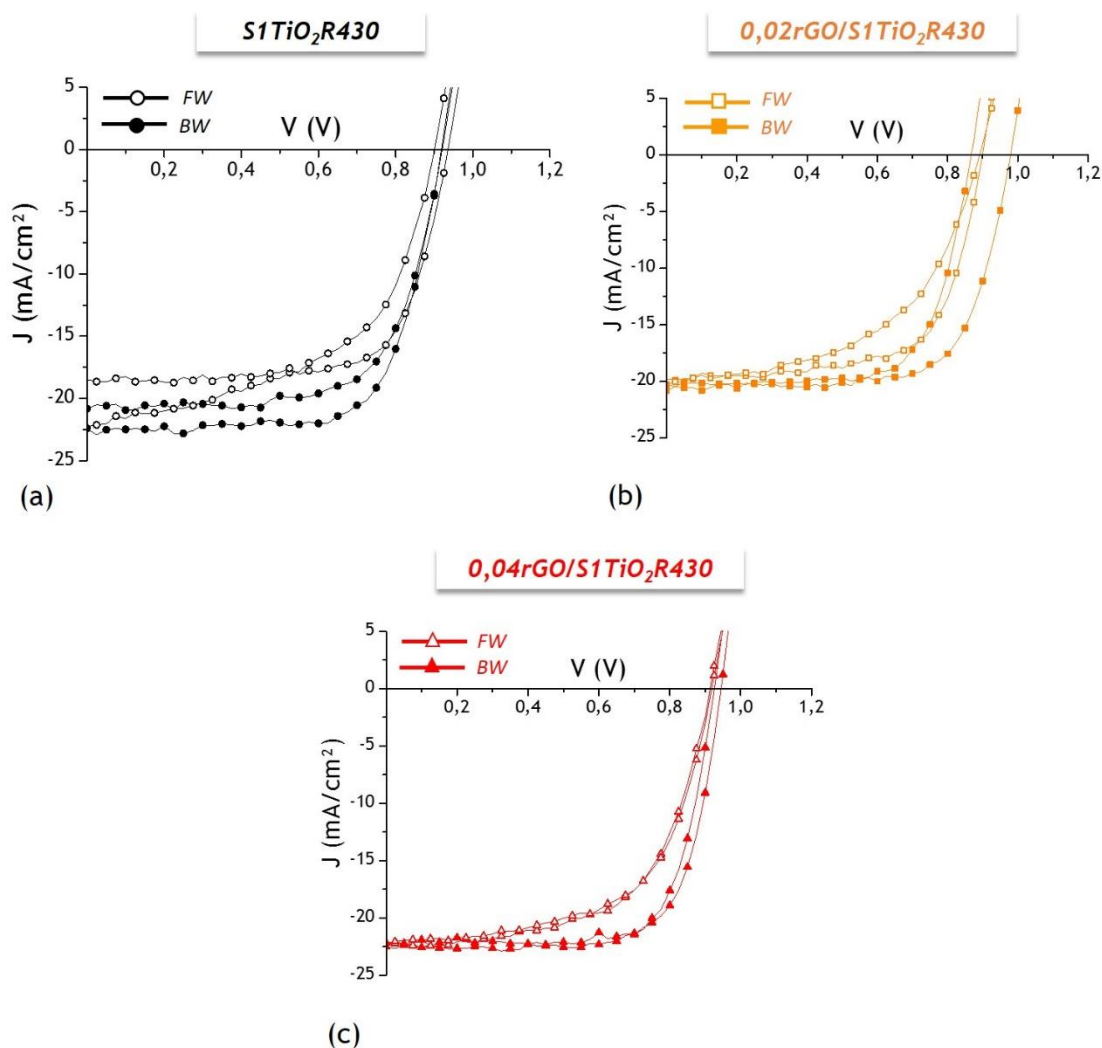 S1TiO₂R430
5
FW
BW
V (V)
0
0,2 0,4 0,6 0,8 1,0 1,2
-5
-10
-15
-20
-25
J (mA/cm²)
(a)
0,02rGO/S1TiO₂R430
5
FW
BW
V (V)
0
0,2 0,4 0,6 0,8 1,0 1,2
-5
-10
-15
-20
-25
J (mA/cm²)
(b)
0,04rGO/S1TiO₂R430
5
FW
BW
V (V)
0
0,2 0,4 0,6 0,8 1,0 1,2
-5
-10
-15
-20
-25
J (mA/cm²)
(c)